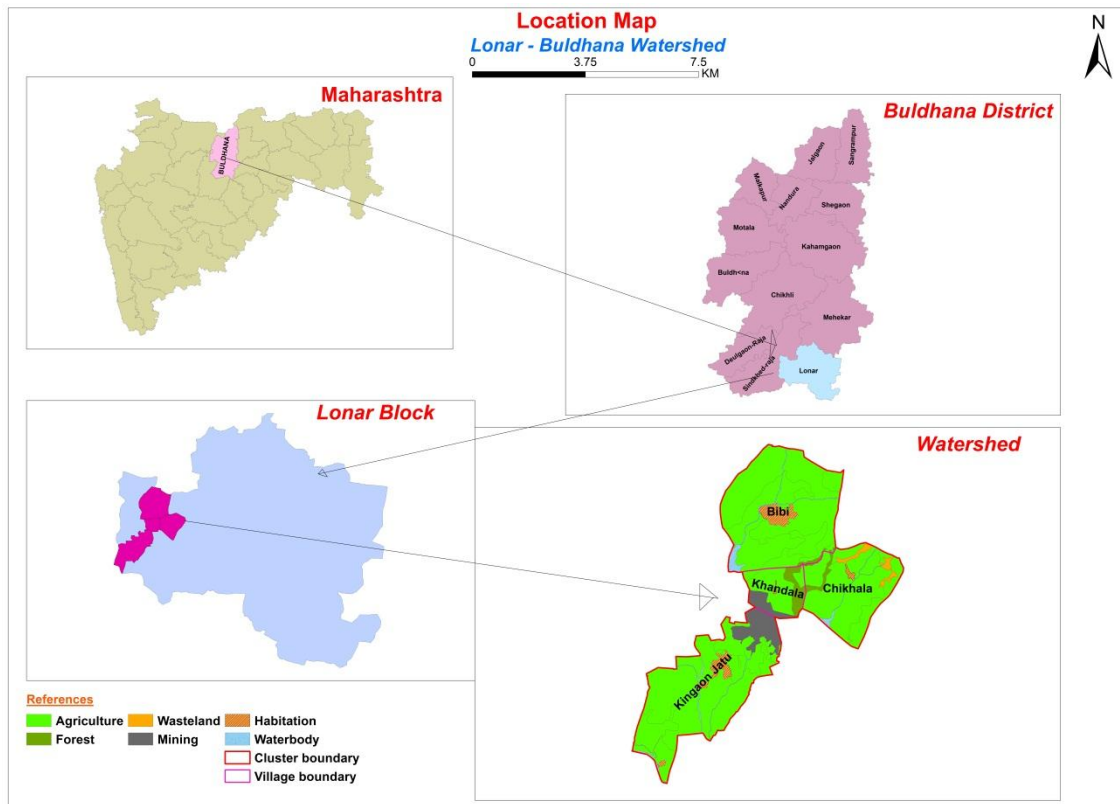 Location Map
Lonar - Buldhana Watershed
0 3.75 7.5
KM
N
Maharashtra
BULDHANA
Buldhana District
Jalgaon
Sangrampur
Malkapur
Nandura
Shegaon
Motala
Kahamgaon
Buldh<na
Chikhli
Mehekar
Deulgaon-Raja
Sindkhed-raja
Lonar
Lonar Block
Watershed
Bibi
Khandala
Chikhala
Kingaon Jatu
References
Agriculture
Wasteland
Habitation
Forest
Mining
Waterbody
Cluster boundary
Village boundary